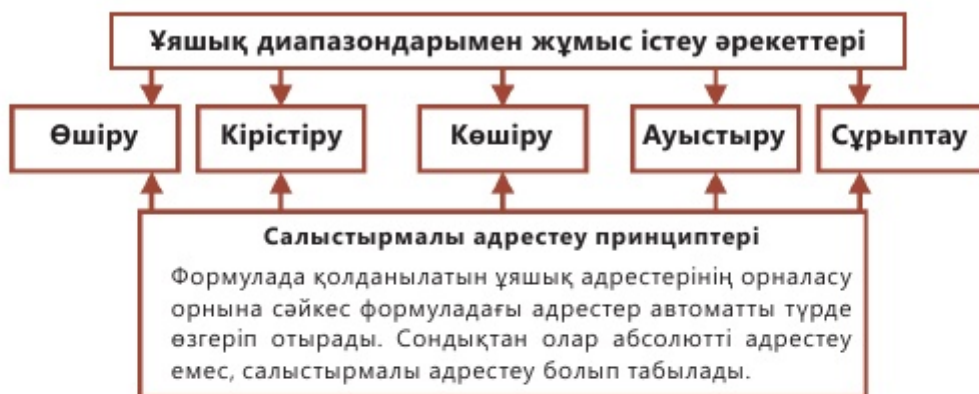 Ұяшық диапазондарымен жұмыс істеу әрекеттері
Өшіру
Кірістіру
Көшіру
Ауыстыру
Сұрыптау
Салыстырмалы адрестеу принциптері
Формулада қолданылатын ұяшық адрестерінің орналасу
орнына сәйкес формуладағы адрестер автоматты түрде
өзгеріп отырады. Сондықтан олар абсолютті адрестеу
емес, салыстырмалы адрестеу болып табылады.